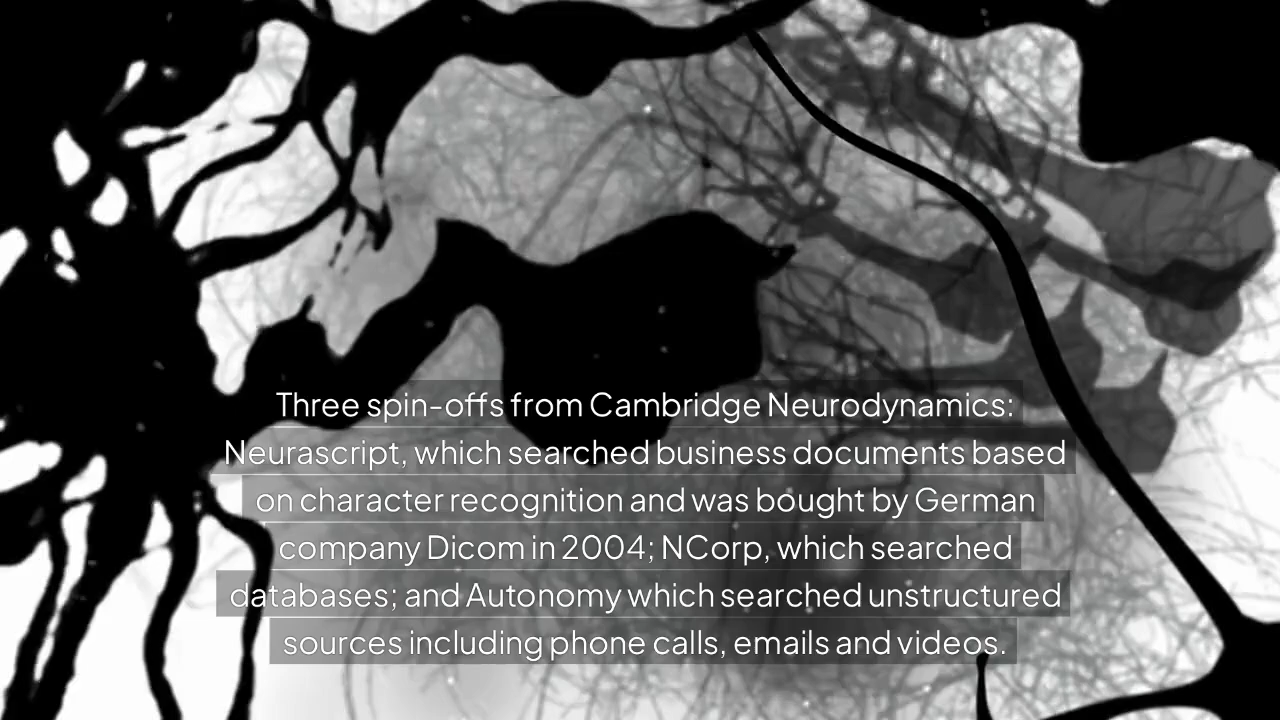 Three spin-offs from Cambridge Neurodynamics:
Neurascript, which searched business documents based
on character recognition and was bought by German
company Dicom in 2004; NCorp, which searched
databases; and Autonomy which searched unstructured
sources including phone calls, emails and videos.